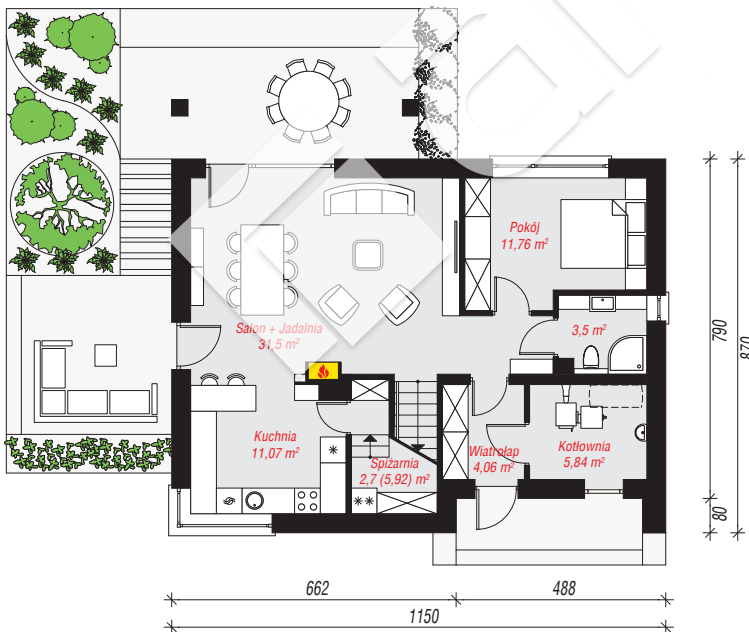 Pokój
11,76 m²
3,5 m²
Salon + Jadalnia
31,5 m²
Kuchnia
11,07 m²
Spiżarnia
2,7 (5,92) m²
Wiatrołap
4,06 m²
Kotłownia
5,84 m²
790
870
80
662
488
1150